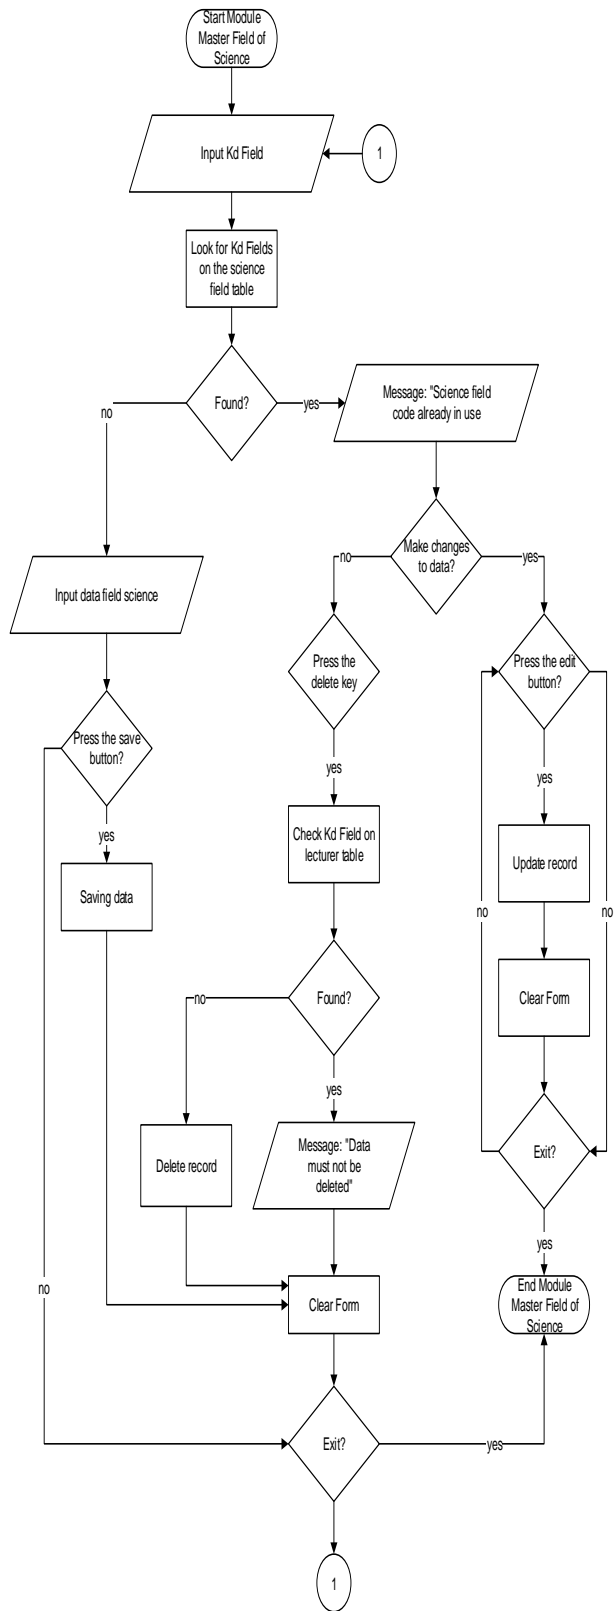 Start Module
Master Field of
Science
Input Kd Field
1
Look for Kd Fields
on the science
field table
Found?
yes
no
Message: "Science field
code already in use
Make changes
to data?
no
yes
Input data field science
Press the
delete key
Press the edit
button?
Press the save
button?
yes
yes
yes
Check Kd Field on
lecturer table
Update record
Saving data
no
no
Found?
no
Clear Form
yes
Message: "Data
must not be
deleted"
Delete record
Exit?
yes
no
Clear Form
End Module
Master Field of
Science
Exit?
yes
1